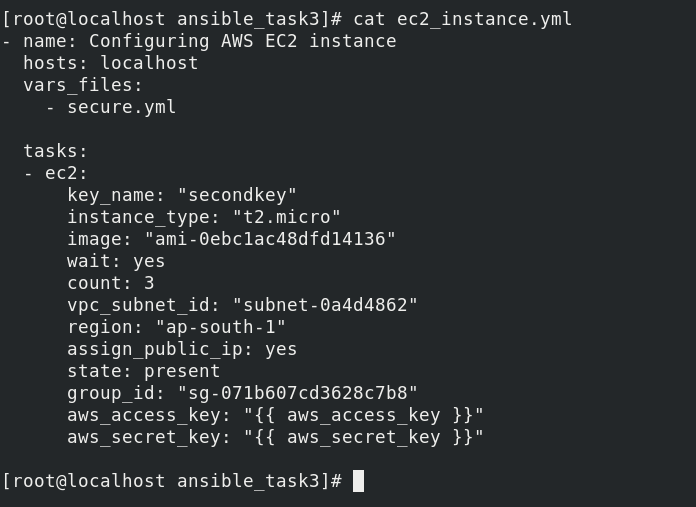 [root@localhost ansible_task3]# cat ec2_instance.yml
- name: Configuring AWS EC2 instance
  hosts: localhost
  vars_files:
    - secure.yml

  tasks:
  - ec2:
      key_name: "secondkey"
      instance_type: "t2.micro"
      image: "ami-0ebc1ac48dfd14136"
      wait: yes
      count: 3
      vpc_subnet_id: "subnet-0a4d4862"
      region: "ap-south-1"
      assign_public_ip: yes
      state: present
      group_id: "sg-071b607cd3628c7b8"
      aws_access_key: "{{ aws_access_key }}"
      aws_secret_key: "{{ aws_secret_key }}"

[root@localhost ansible_task3]#